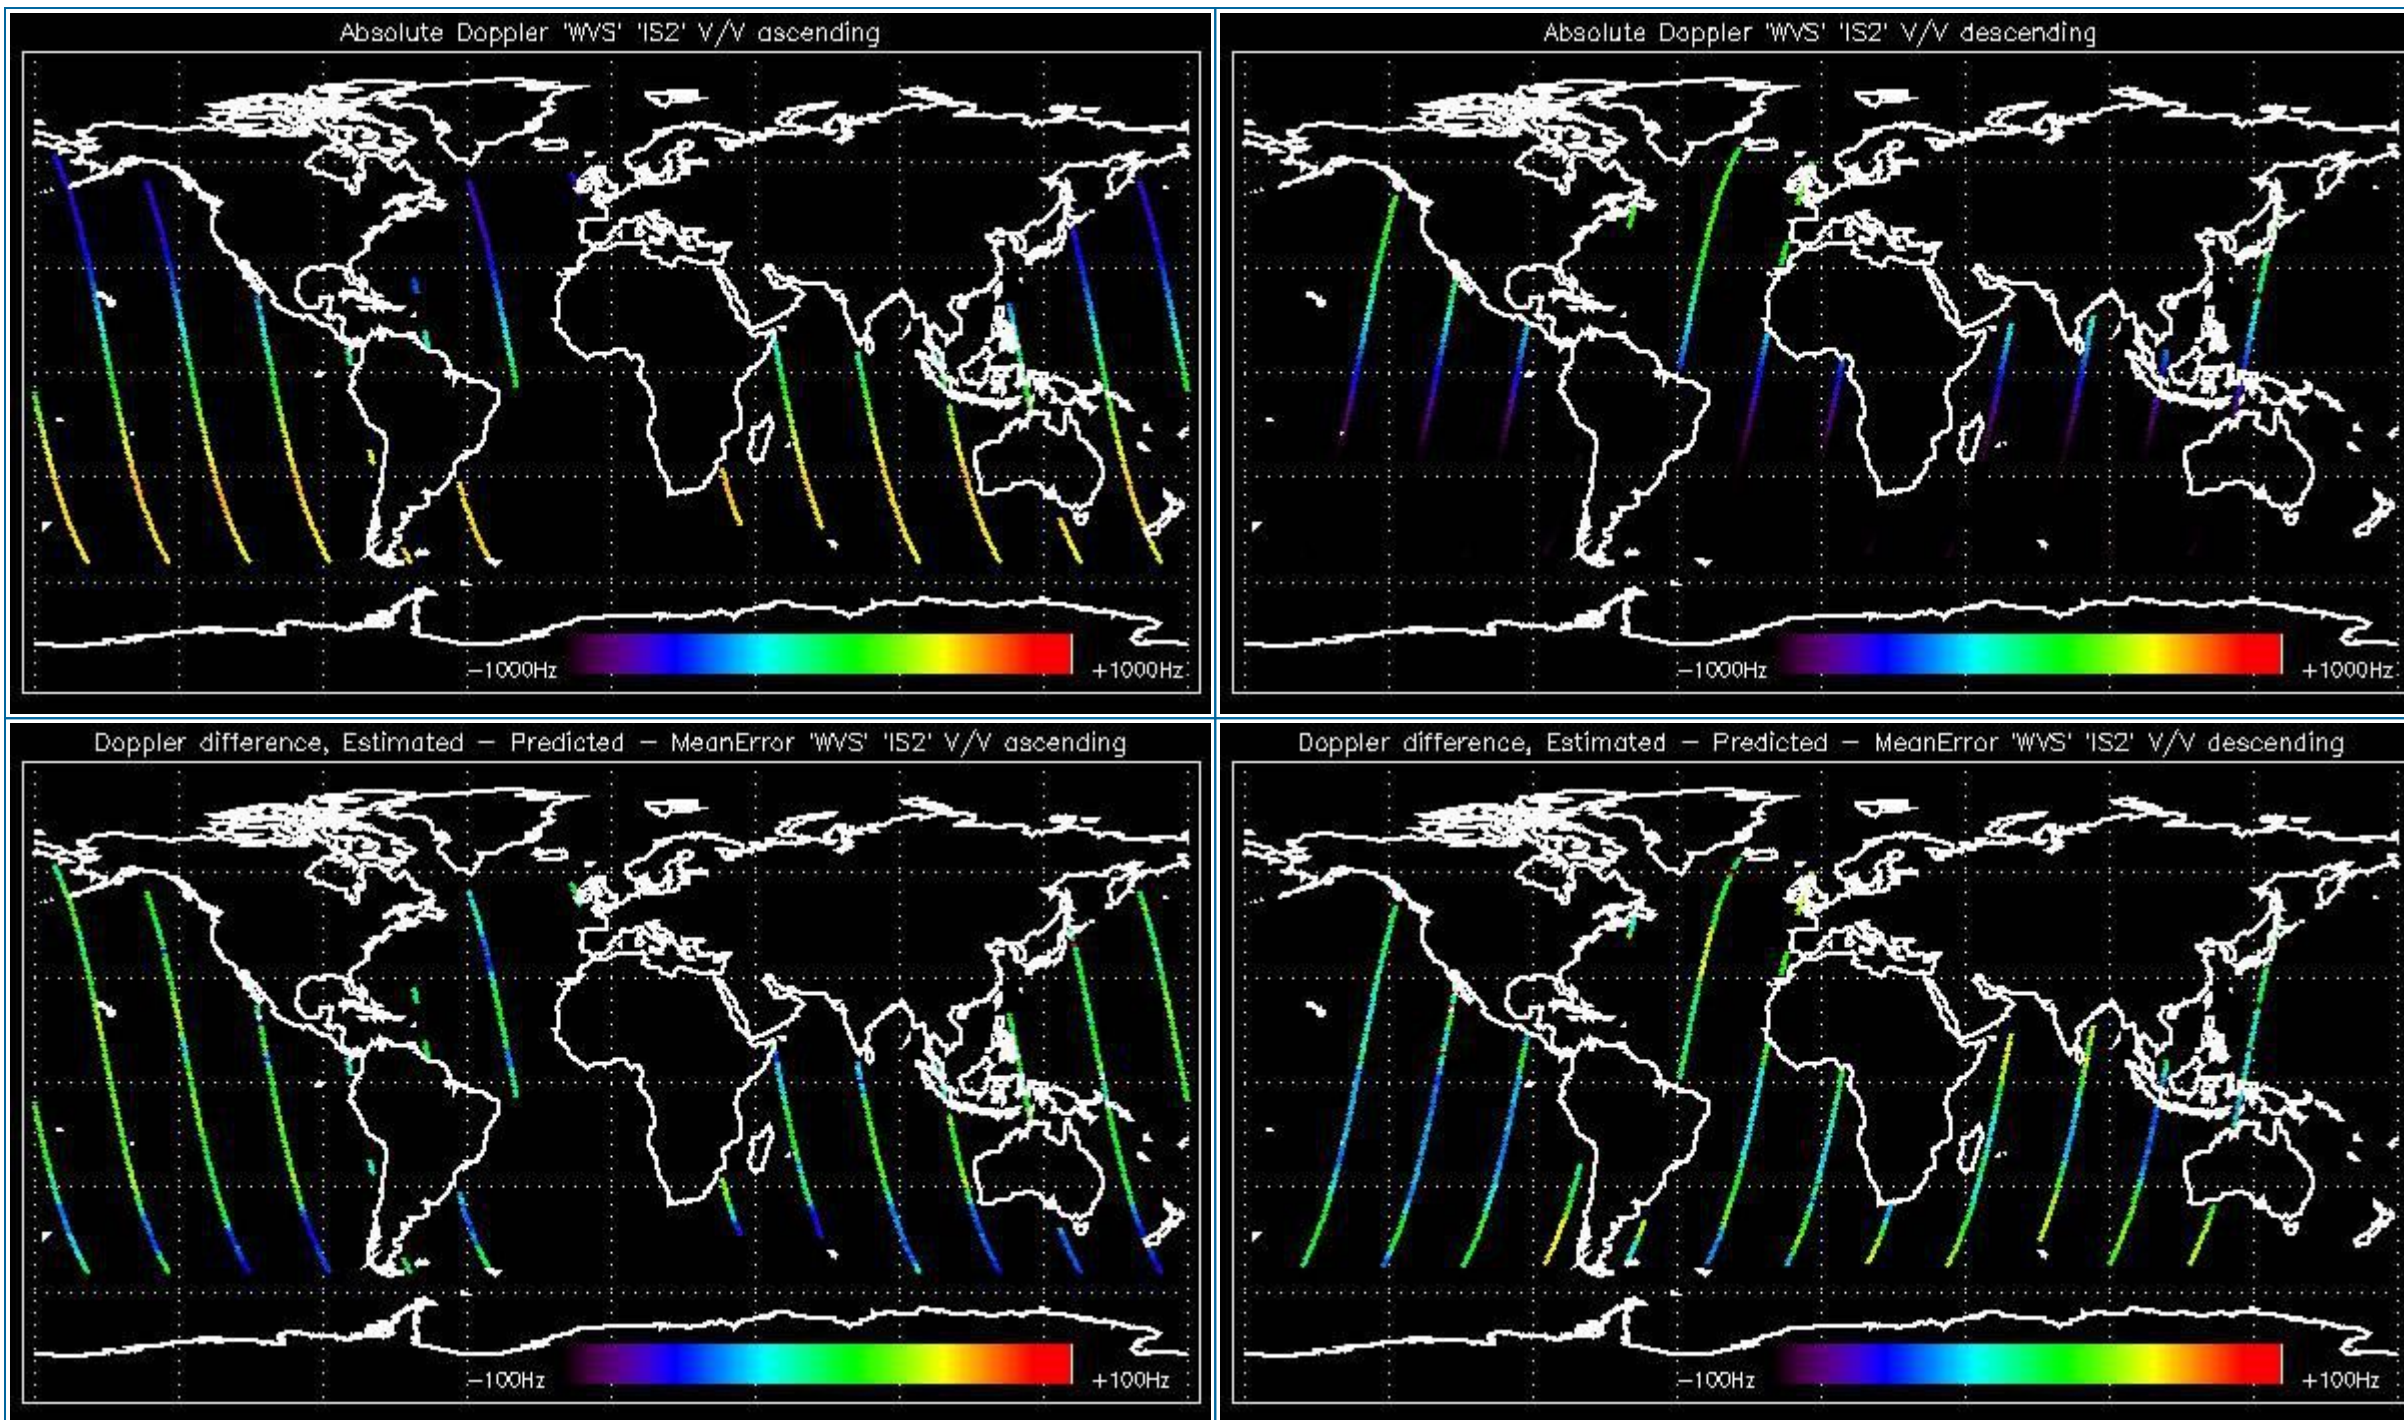 Absolute Doppler 'WVS' 'IS2' V/V ascending
-1000Hz
+1000Hz
Absolute Doppler 'WVS' 'IS2' V/V descending
-1000Hz
+1000Hz
Doppler difference, Estimated - Predicted - MeanError 'WVS' 'IS2' V/V ascending
-100Hz
+100Hz
Doppler difference, Estimated - Predicted - MeanError 'WVS' 'IS2' V/V descending
-100Hz
+100Hz